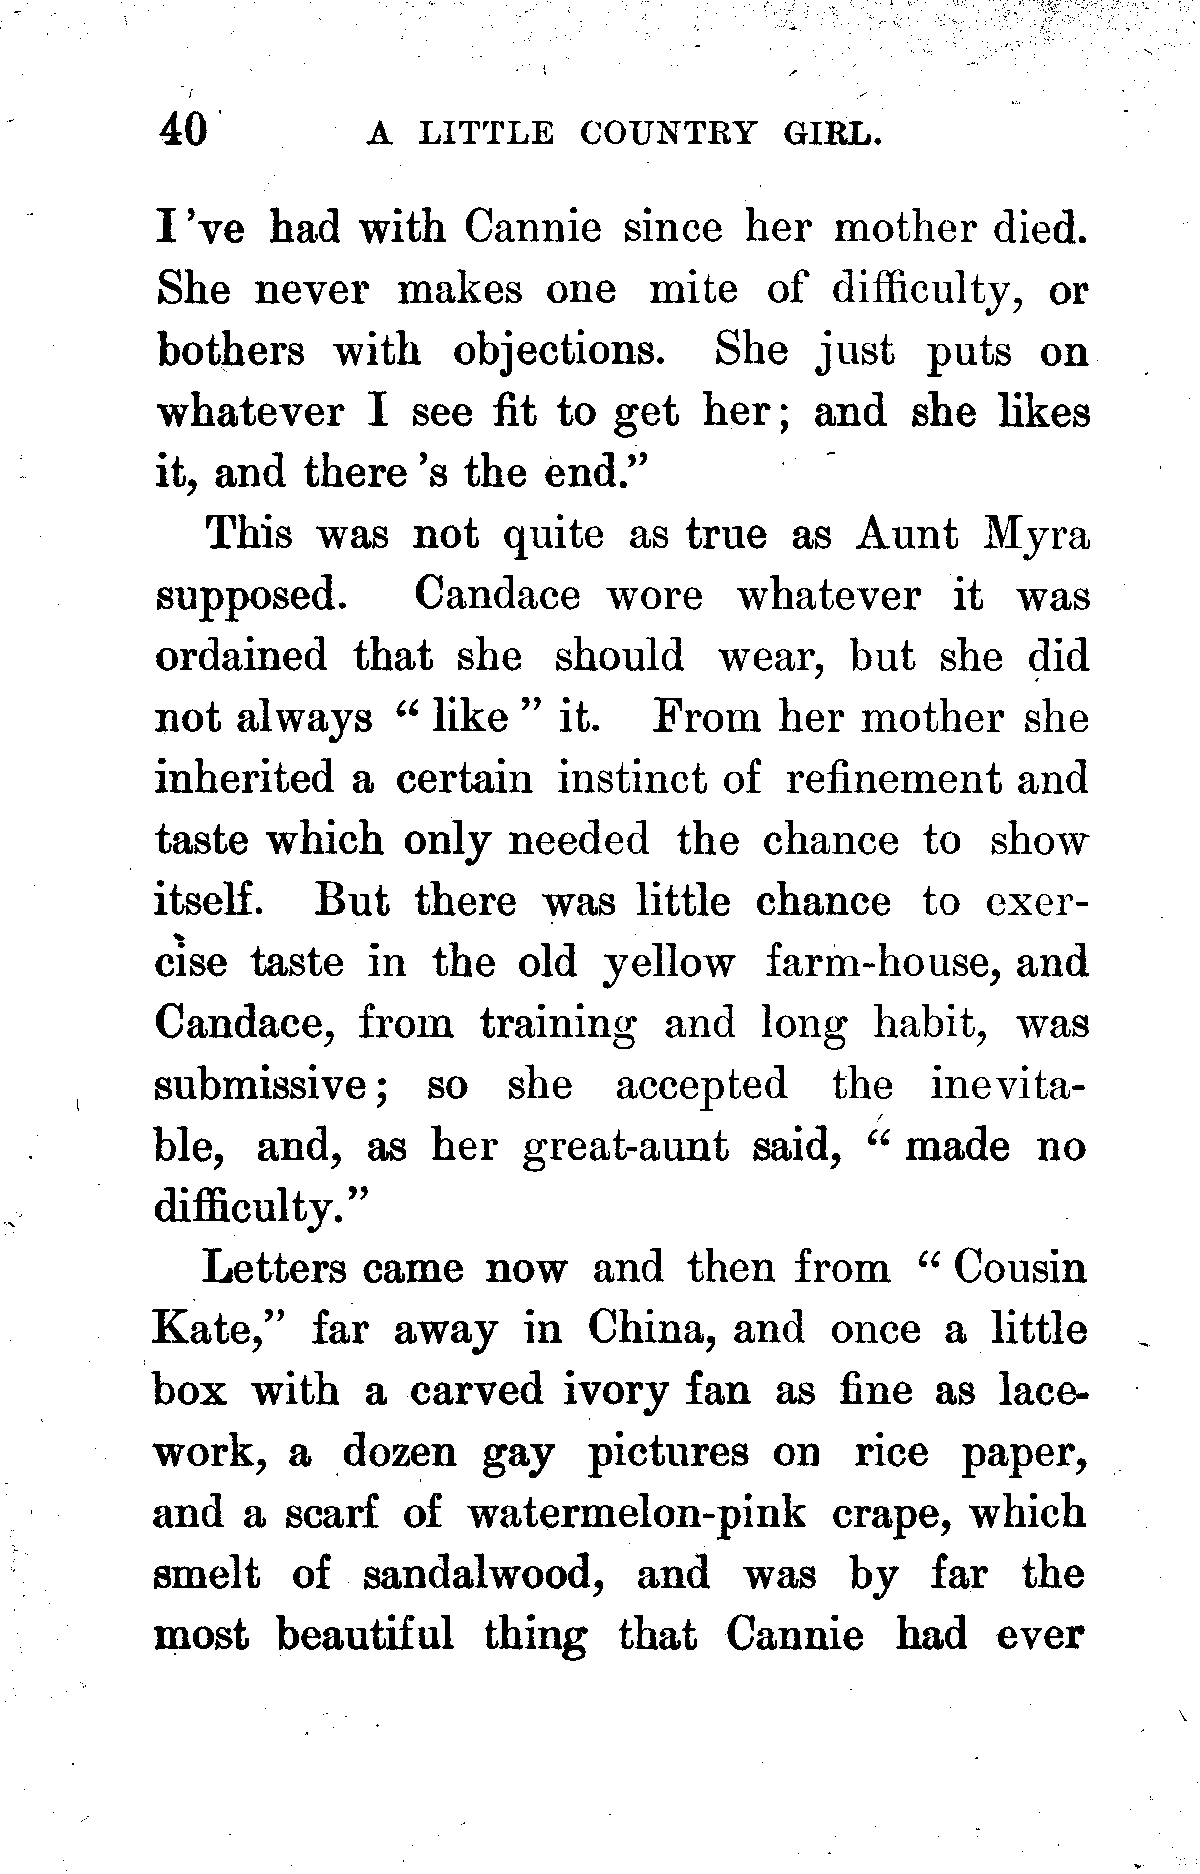 40 A LITTLE COUNTRY GIRL.
I 've had with Cannie since her mother died.
She never makes one mite of difficulty, or
bothers with objections. She just puts on
whatever I see fit to get her; and she likes
it, and there 's the end."
This was not quite as true as Aunt Myra
supposed. Candace wore whatever it was
ordained that she should wear, but she did
not always " like " it. From her mother she
inherited a certain instinct of refinement and
taste which only needed the chance to show
itself. But there was little chance to exer-
cise taste in the old yellow farm-house, and
Candace, from training and long habit, was
submissive; so she accepted the inevita-
ble, and, as her great-aunt said, " made no
difficulty."
Letters came now and then from " Cousin
Kate," far away in China, and once a little
box with a carved ivory fan as fine as lace-
work, a dozen gay pictures on rice paper,
and a scarf of watermelon-pink crape, which
smelt of sandalwood, and was by far the
most beautiful thing that Cannie had ever